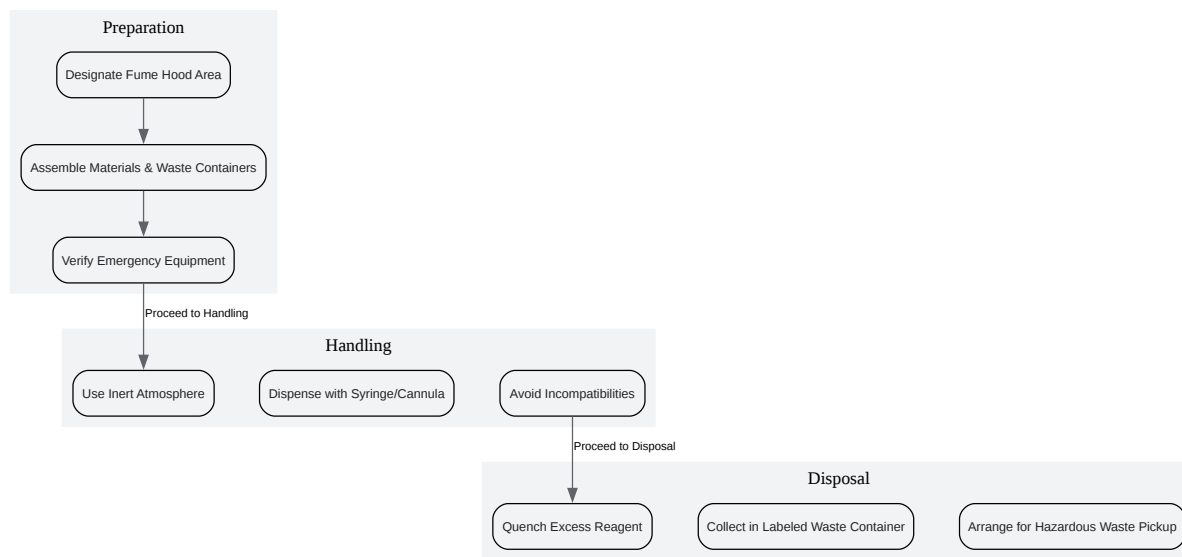 Preparation
Designate Fume Hood Area
Assemble Materials & Waste Containers
Verify Emergency Equipment
Proceed to Handling
Handling
Use Inert Atmosphere
Dispense with Syringe/Cannula
Avoid Incompatibilities
Proceed to Disposal
Disposal
Quench Excess Reagent
Collect in Labeled Waste Container
Arrange for Hazardous Waste Pickup